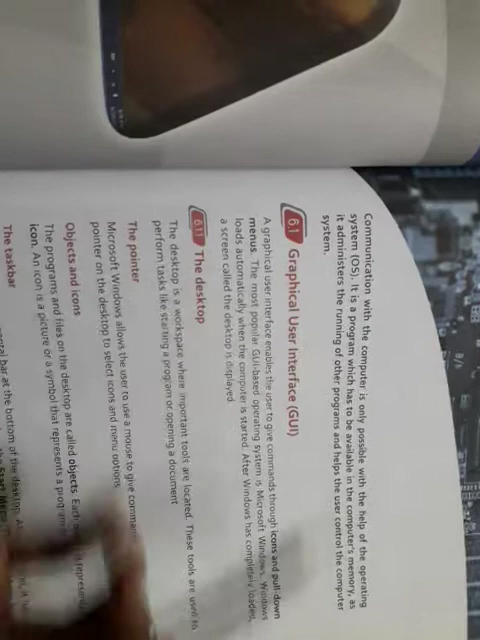 Communication with the computer is only possible with the help of the operating
system (OS). It is a program which has to be available in the computer's memory, as
it administers the running of other programs and helps the user control the computer
system.
6.1 Graphical User Interface (GUI)
A graphical user interface enables the user to give commands through icons and pull-down
menus. The most popular GUI-based operating system is Microsoft Windows. Windows
loads automatically when the computer is started. After Windows has completely loaded,
a screen called the desktop is displayed
6.1.1 The desktop
The desktop is a workspace where important tools are located. These tools are used to
perform tasks like starting a program or opening a document
The pointer
Microsoft Windows allows the user to use a mouse to give
pointer on the desktop to select icons and menu options
Objects and icons
The programs and files on the desktop are called objects. Each
icon. An icon is a picture or a symbol that represents a
The taskbar
bar at the bottom of the desktop.